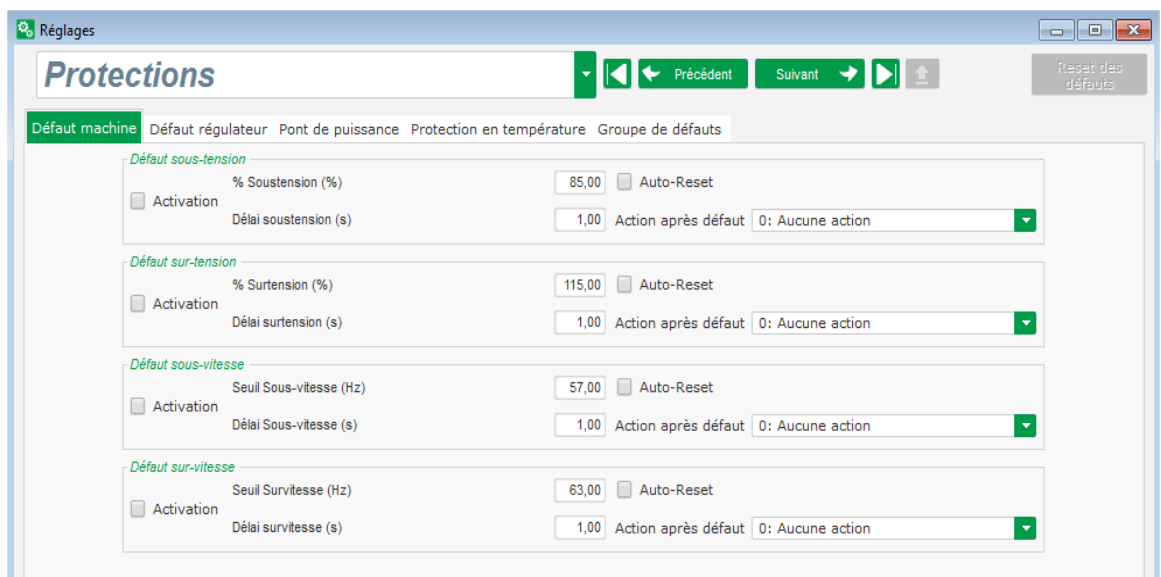 Réglages
Protections
Précédent
Suivant
Reset des
défauts
Défaut machine Défaut régulateur Pont de puissance Protection en température Groupe de défauts
Défaut sous-tension
% Soustension (%) 85,00 Auto-Reset
Activation
Délai soustension (s) 1,00 Action après défaut 0: Aucune action
Défaut sur-tension
% Surtension (%) 115,00 Auto-Reset
Activation
Délai surtension (s) 1,00 Action après défaut 0: Aucune action
Défaut sous-vitesse
Seuil Sous-vitesse (Hz) 57,00 Auto-Reset
Activation
Délai Sous-vitesse (s) 1,00 Action après défaut 0: Aucune action
Défaut sur-vitesse
Seuil Survitesse (Hz) 63,00 Auto-Reset
Activation
Délai survitesse (s) 1,00 Action après défaut 0: Aucune action